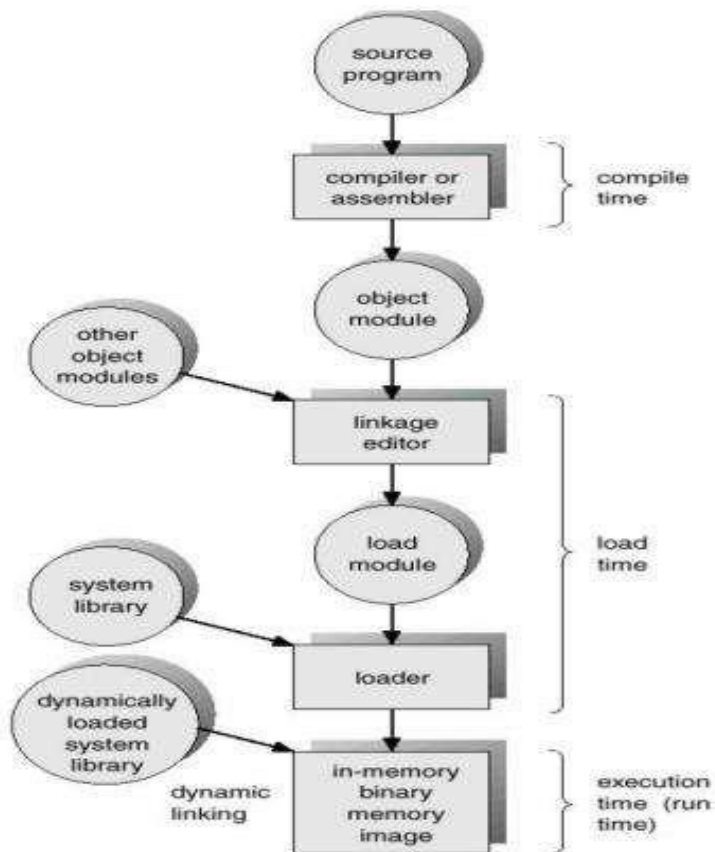 source
program
compiler or
assembler
compile
time
object
module
other
object
modules
linkage
editor
load
module
load
time
system
library
loader
dynamically
loaded
system
library
dynamic
linking
in-memory
binary
memory
image
execution
time (run
time)